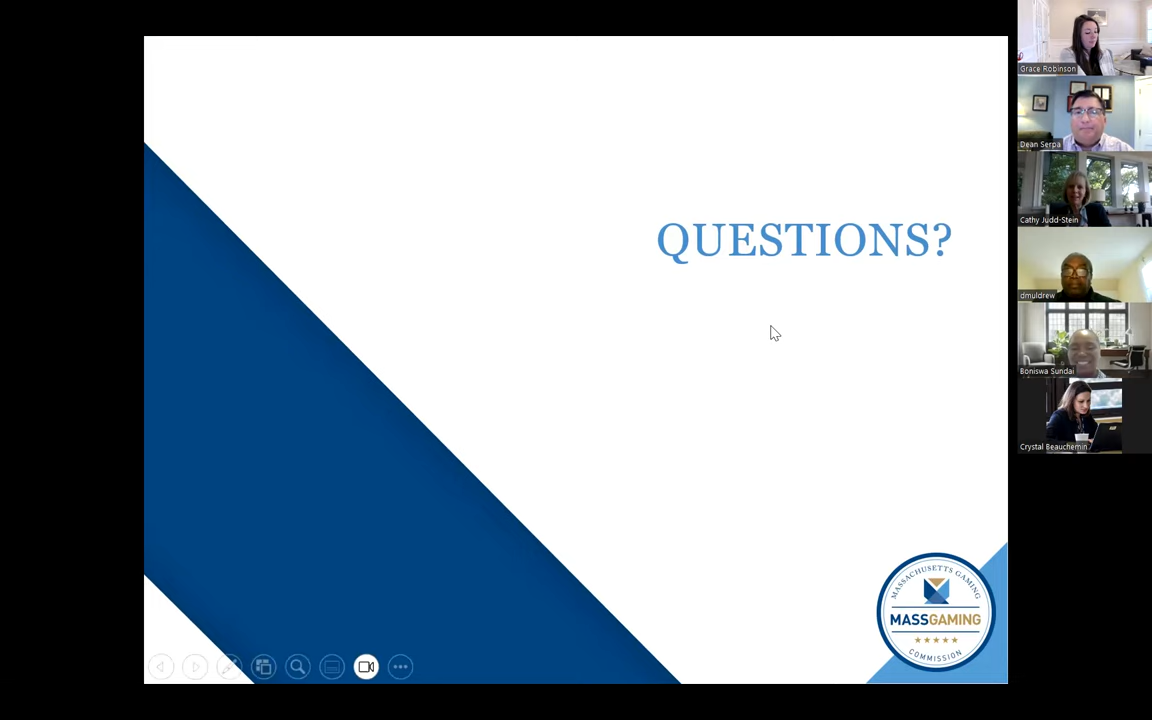 QUESTIONS?
MASSACHUSETTS GAMING
MASSGAMING
COMMISSION
Grace Robinson
Dean Serpa
Cathy Judd-Stein
dmuldrew
Boniswa Sundai
Crystal Beauchemin